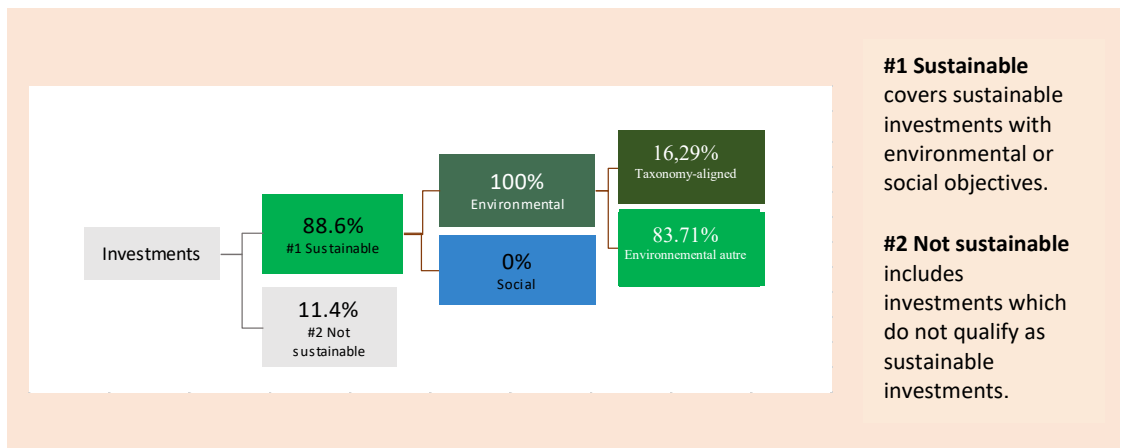 Investments
88.6%
#1 Sustainable
11.4%
#2 Not
sustainable
100%
Environmental
0%
Social
16,29%
Taxonomy-aligned
83.71%
Environnemental autre
#1 Sustainable
covers sustainable
investments with
environmental or
social objectives.
#2 Not sustainable
includes
investments which
do not qualify as
sustainable
investments.